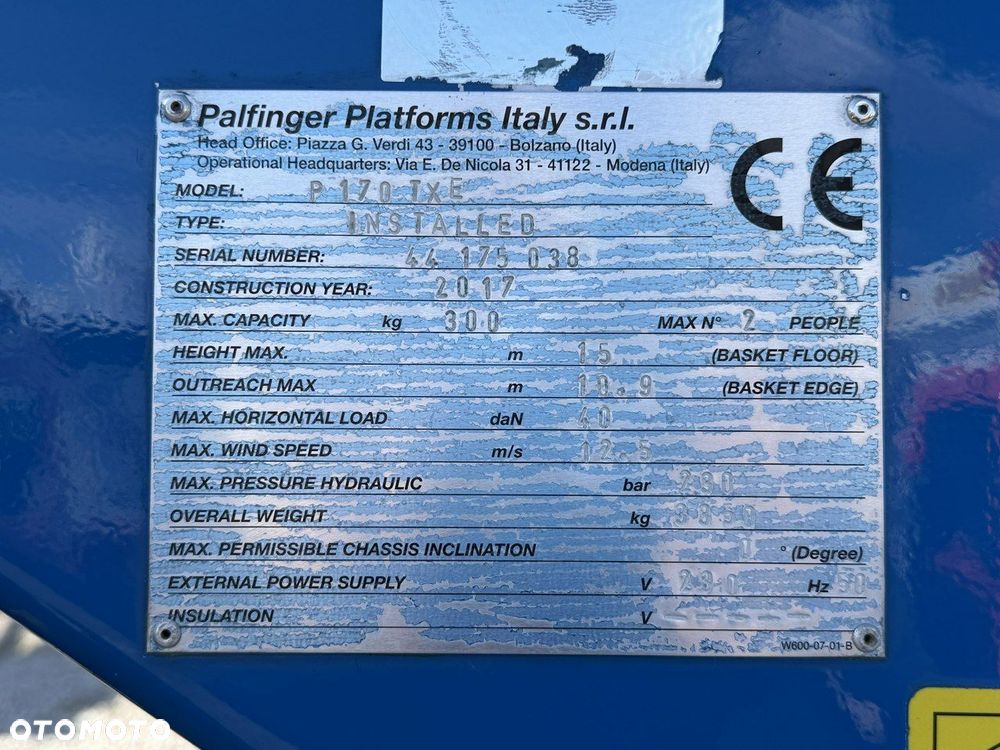 Palfinger Platforms Italy s.r.l.
Head Office: Piazza G. Verdi 43 - 39100 - Bolzano (Italy)
Operational Headquarters: Via E. De Nicola 31 - 41122 - Modena (Italy)
CE
MODEL: P 170 TXE
TYPE: INSTALLED
SERIAL NUMBER: 44 175 038
CONSTRUCTION YEAR: 2017
MAX. CAPACITY kg 300 MAX N° 2 PEOPLE
HEIGHT MAX. m 15 (BASKET FLOOR)
OUTREACH MAX m 10.9 (BASKET EDGE)
MAX. HORIZONTAL LOAD daN 40
MAX. WIND SPEED m/s 12.5
MAX. PRESSURE HYDRAULIC bar 230
OVERALL WEIGHT kg
MAX. PERMISSIBLE CHASSIS INCLINATION 1 ° (Degree)
EXTERNAL POWER SUPPLY V 230 Hz 50
INSULATION V -----
W600-07-01-B
OTOMOTO